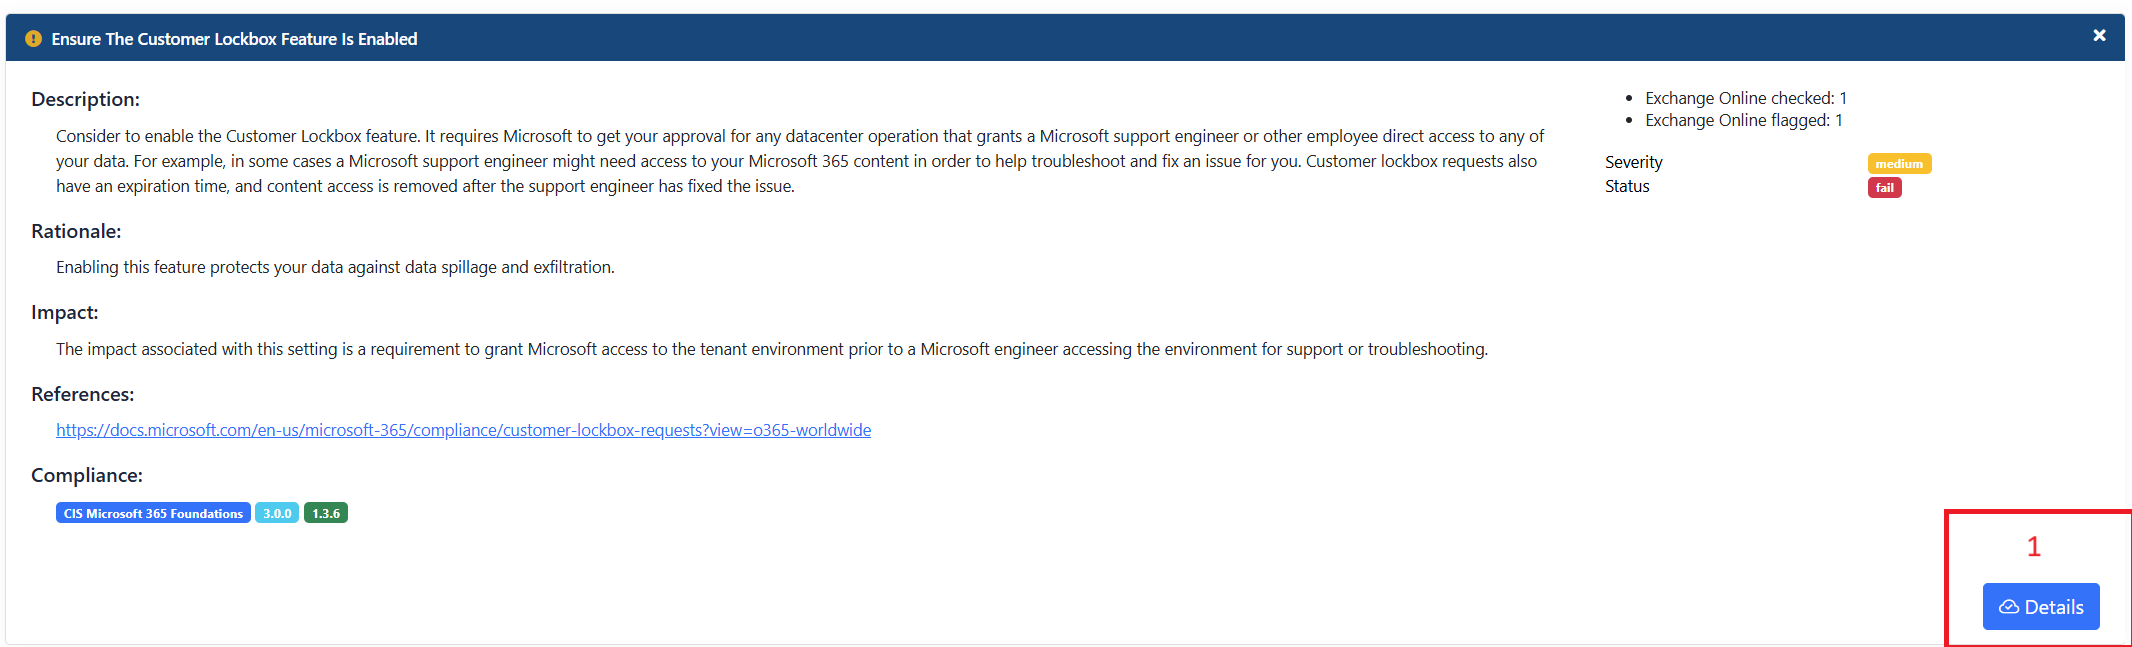 Ensure The Customer Lockbox Feature Is Enabled
Description:
Consider to enable the Customer Lockbox feature. It requires Microsoft to get your approval for any datacenter operation that grants a Microsoft support engineer or other employee direct access to any of
your data. For example, in some cases a Microsoft support engineer might need access to your Microsoft 365 content in order to help troubleshoot and fix an issue for you. Customer lockbox requests also
have an expiration time, and content access is removed after the support engineer has fixed the issue.
Rationale:
Enabling this feature protects your data against data spillage and exfiltration.
Impact:
The impact associated with this setting is a requirement to grant Microsoft access to the tenant environment prior to a Microsoft engineer accessing the environment for support or troubleshooting.
References:
https://docs.microsoft.com/en-us/microsoft-365/compliance/customer-lockbox-requests?view=o365-worldwide
Compliance:
CIS Microsoft 365 Foundations 3.0.0 1.3.6
• Exchange Online checked: 1
• Exchange Online flagged: 1
Severity medium
Status fail
1
Details